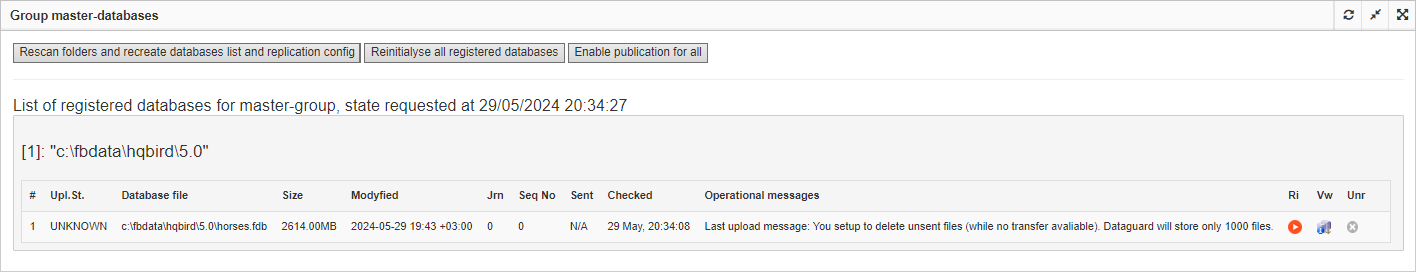 Group master-databases
Rescan folders and recreate databases list and replication config Reinitialyse all registered databases Enable publication for all
List of registered databases for master-group, state requested at 29/05/2024 20:34:27
[1]: "c:\fbdata\hqbird\5.0"
# Upl.St. Database file Size Modyfied Jrn Seq No Sent Checked Operational messages Ri Vw Unr
1 UNKNOWN c:\fbdata\hqbird\5.0\horses.fdb 2614.00MB 2024-05-29 19:43 +03:00 0 0 N/A 29 May, 20:34:08 Last upload message: You setup to delete unsent files (while no transfer avaliable). Dataguard will store only 1000 files.